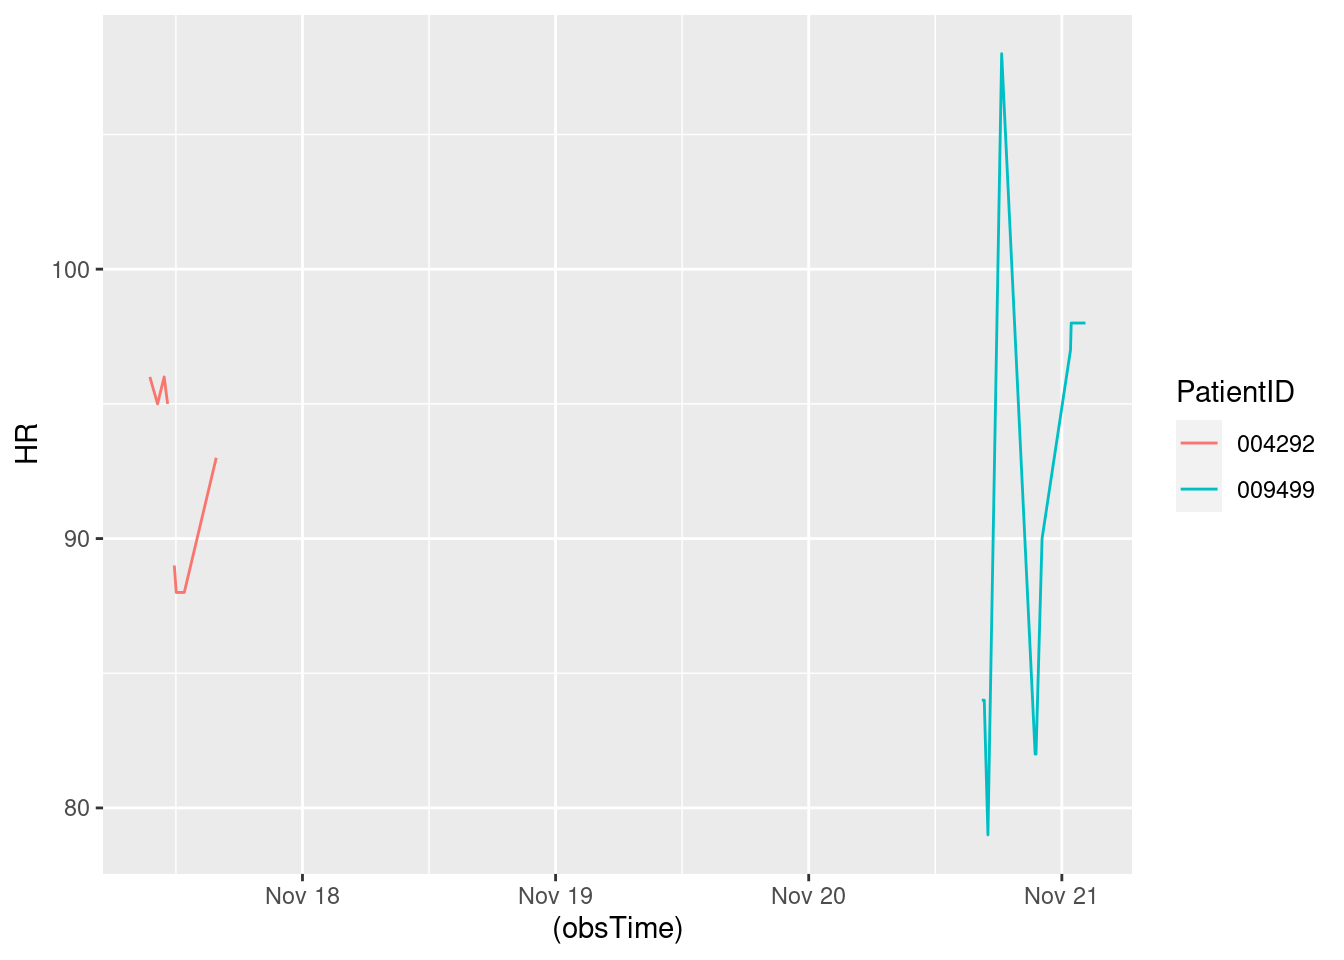 100
90
80
HR
Nov 18
Nov 19
Nov 20
Nov 21
(obsTime)
PatientID
004292
009499